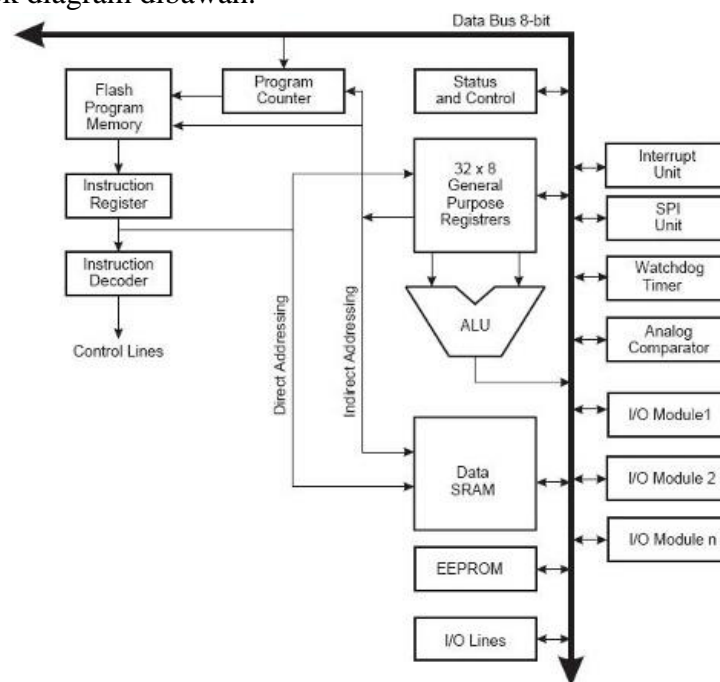 diagram dibawah.
Data Bus 8-bit
Flash
Program
Memory
Program
Counter
Status
and Control
Interrupt
Unit
32 x 8
General
Purpose
Registrers
Instruction
Register
SPI
Unit
Instruction
Decoder
Watchdog
Timer
ALU
Analog
Comparator
Control Lines
Direct Addressing
Indirect Addressing
I/O Module1
Data
SRAM
I/O Module 2
I/O Module n
EEPROM
I/O Lines